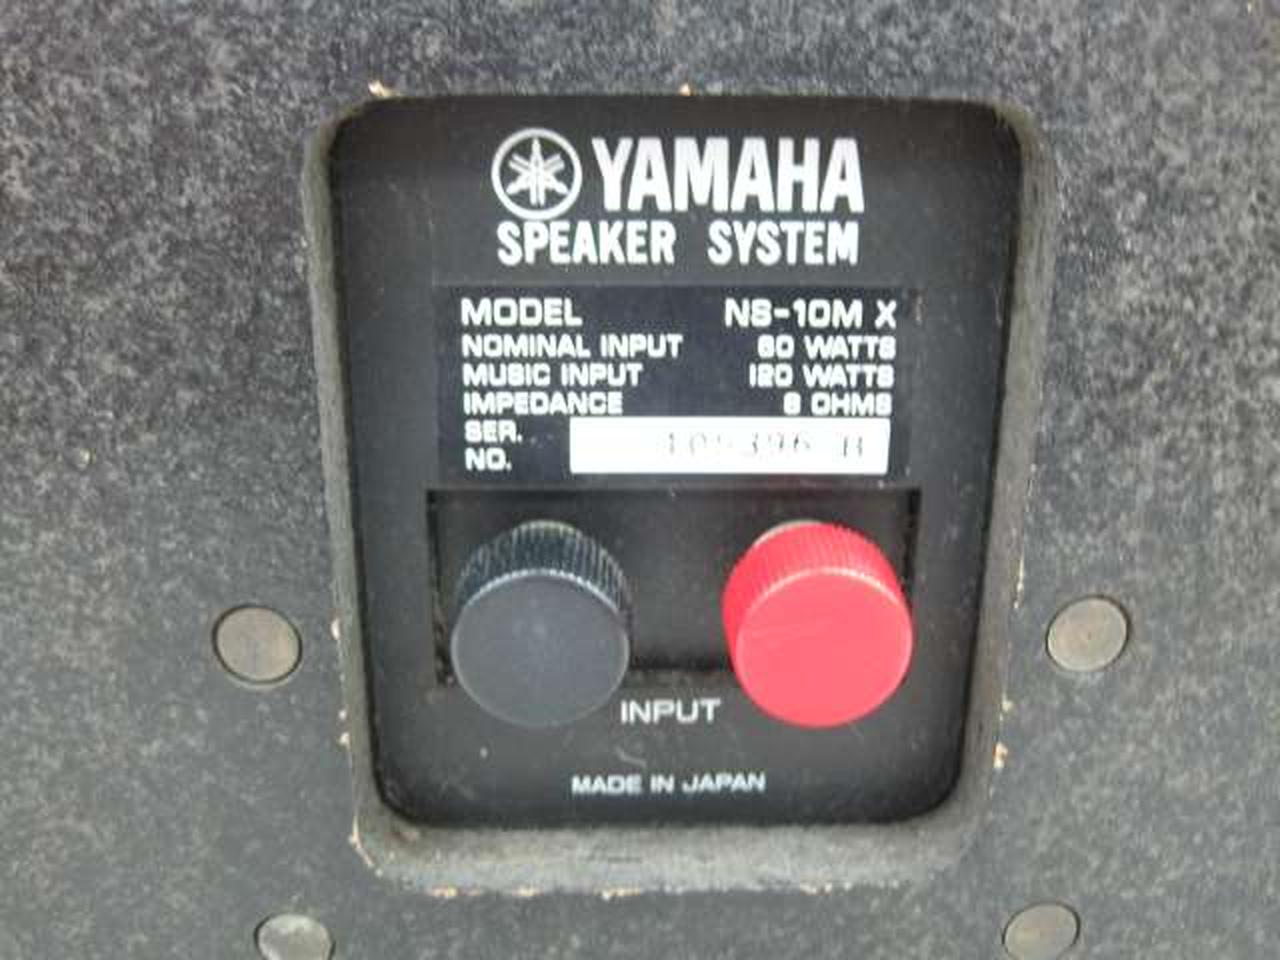 YAMAHA
SPEAKER SYSTEM
MODEL NS-10M X
NOMINAL INPUT 60 WATTS
MUSIC INPUT 120 WATTS
IMPEDANCE OHMS
SER.
NO. B
INPUT
MADE IN JAPAN